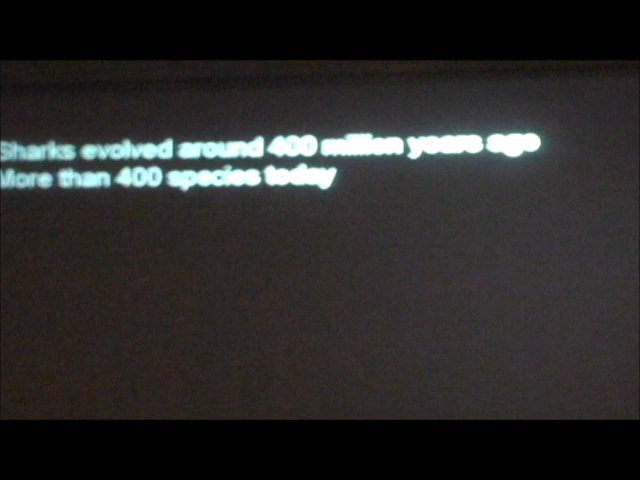 Sharks evolved around 400 million years ago
More than 400 species today